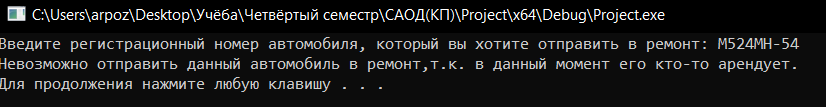 C:\Users\arpoz\Desktop\Учёба\Четвёртый семестр\САОД(КП)\Project\x64\Debug\Project.exe
Введите регистрационный номер автомобиля, который вы хотите отправить в ремонт: М524МН-54
Невозможно отправить данный автомобиль в ремонт,т.к. в данный момент его кто-то арендует.
Для продолжения нажмите любую клавишу . . .